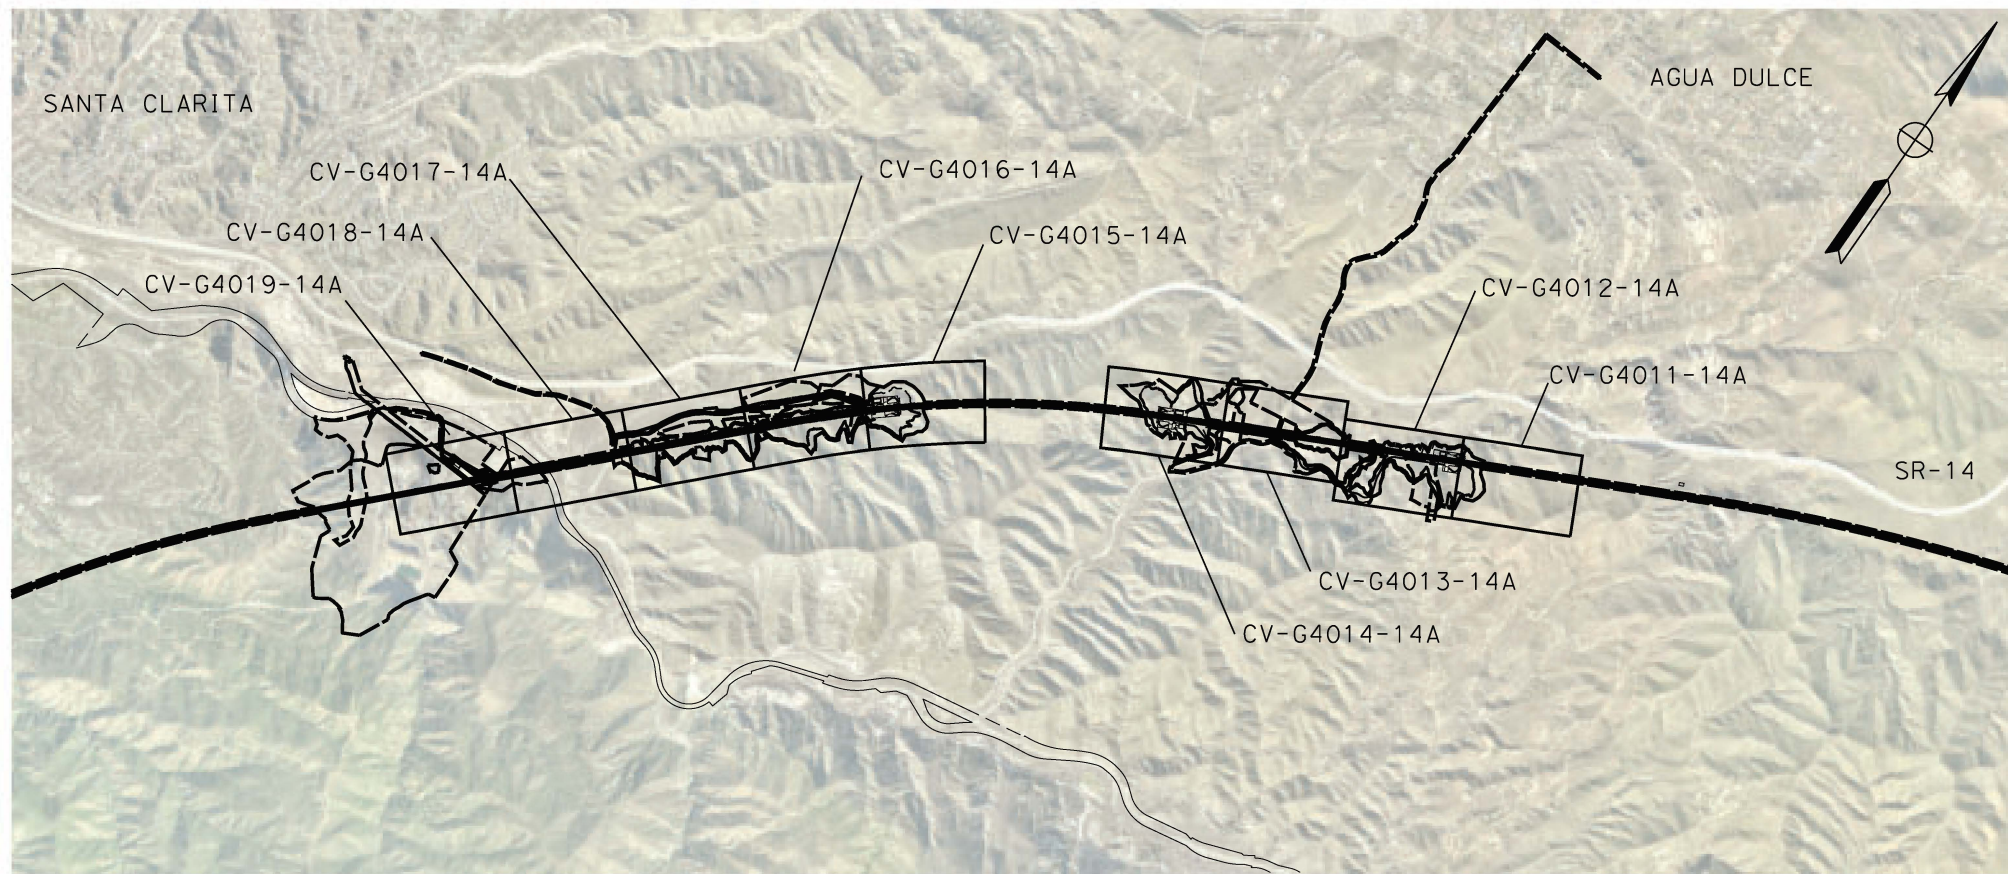 AGUA DULCE
SANTA CLARITA
CV-G4017-14A
CV-G4016-14A
CV-G4018-14A
CV-G4015-14A
CV-G4019-14A
CV-G4012-14A
CV-G4011-14A
SR-14
CV-G4013-14A
CV-G4014-14A